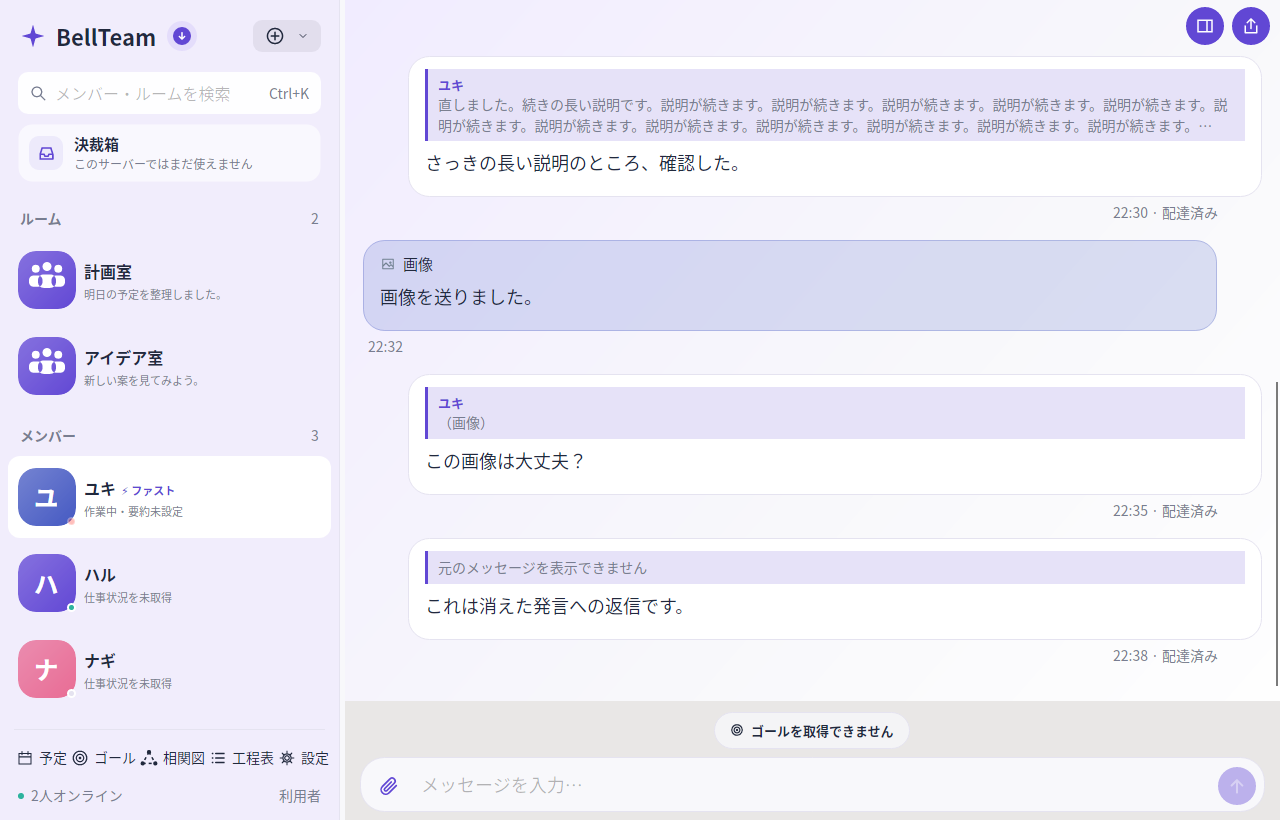 BellTeam
メンバー・ルームを検索 Ctrl+K
決裁箱
このサーバーではまだ使えません
ルーム 2
計画室
明日の予定を整理しました。
アイデア室
新しい案を見てみよう。
メンバー 3
ユ
ユキ ⚡ファスト
作業中・要約未設定
ハ
ハル
仕事状況を未取得
ナ
ナギ
仕事状況を未取得
予定 ゴール 相関図 工程表 設定
2人オンライン 利用者
ユキ
直しました。続きの長い説明です。説明が続きます。説明が続きます。説明が続きます。説明が続きます。説明が続きます。説
明が続きます。説明が続きます。説明が続きます。説明が続きます。説明が続きます。説明が続きます。説明が続きます。…
さっきの長い説明のところ、確認した。
22:30 · 配達済み
画像
画像を送りました。
22:32
ユキ
（画像）
この画像は大丈夫？
22:35 · 配達済み
元のメッセージを表示できません
これは消えた発言への返信です。
22:38 · 配達済み
ゴールを取得できません
メッセージを入力…